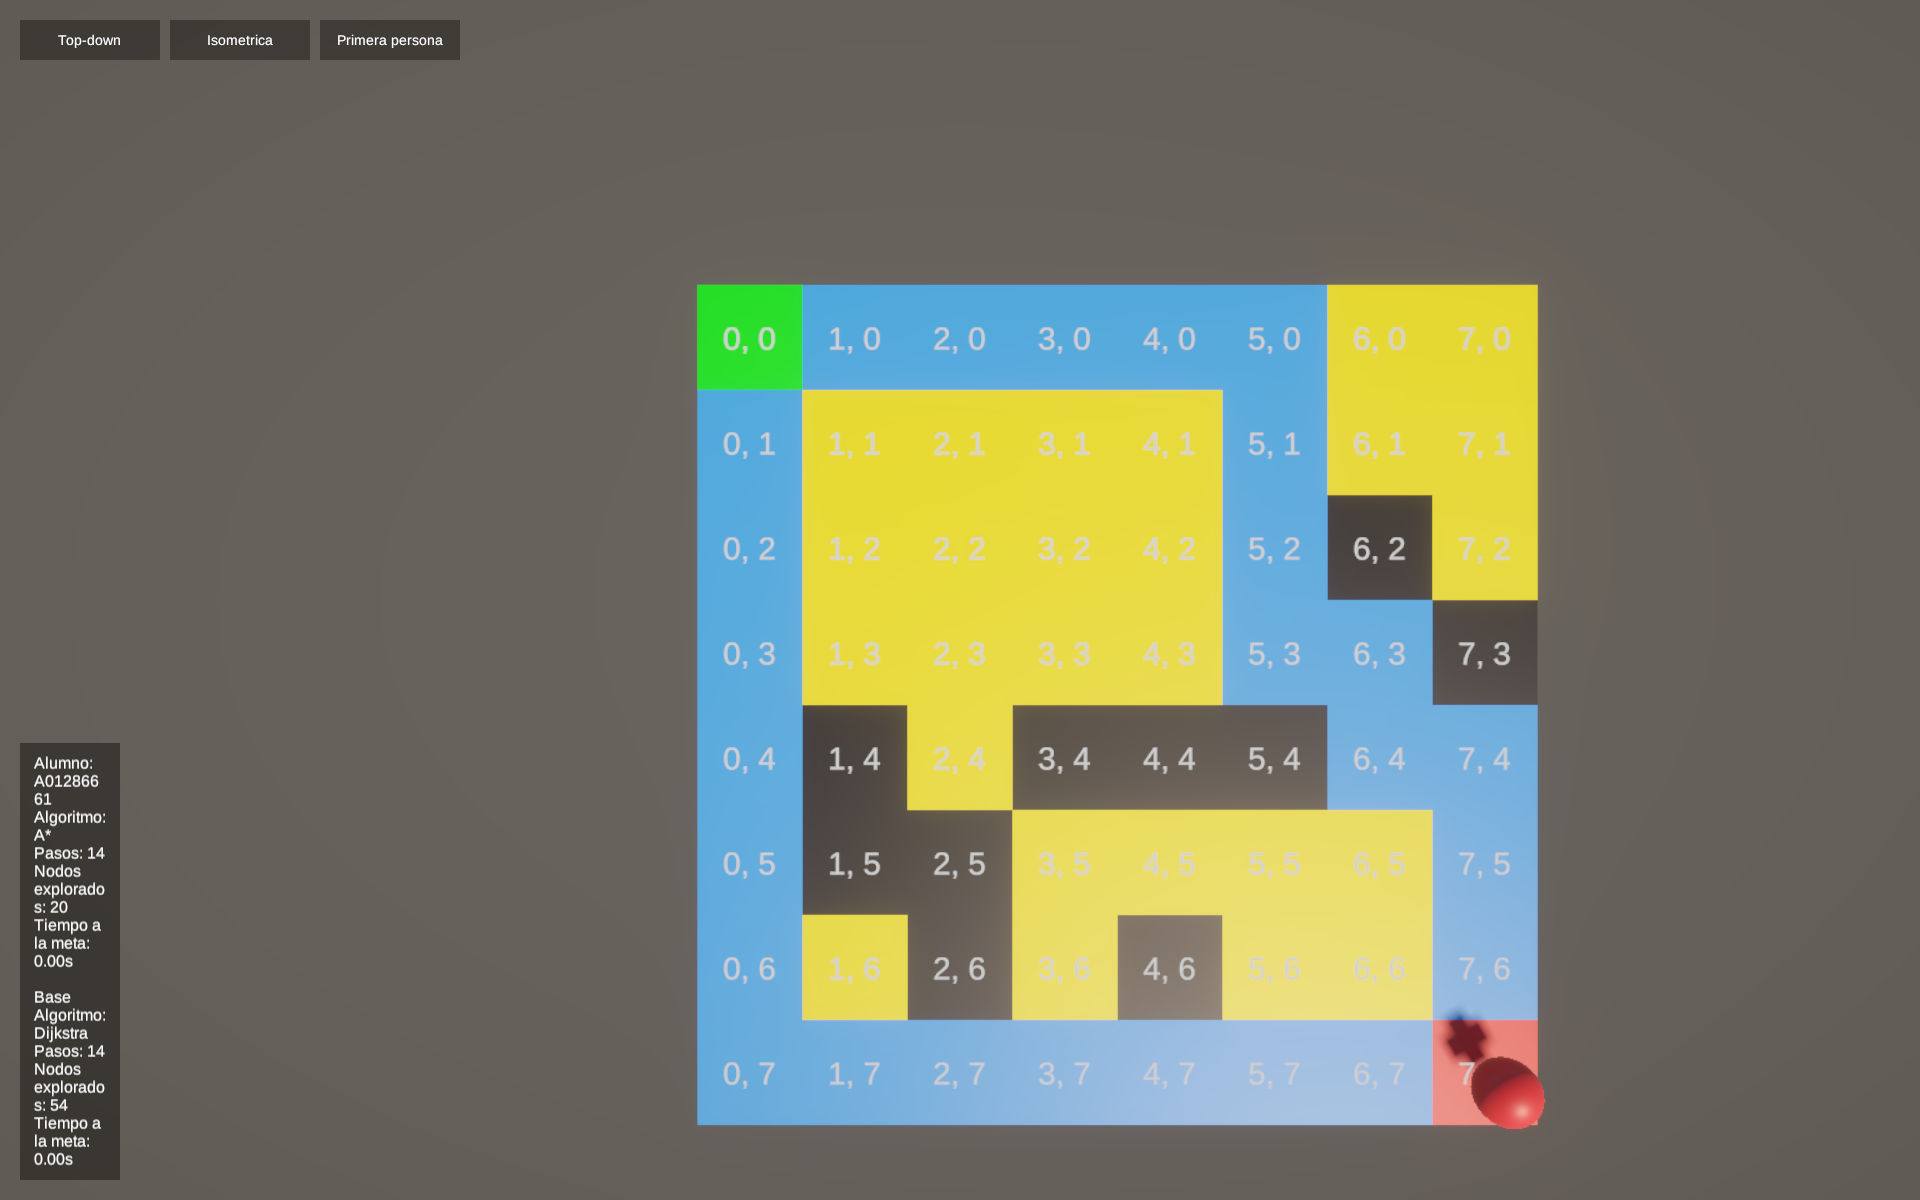 Top-down Isometrica Primera persona
0, 0 1, 0 2, 0 3, 0 4, 0 5, 0 6, 0 7, 0
0, 1 1, 1 2, 1 3, 1 4, 1 5, 1 6, 1 7, 1
0, 2 1, 2 2, 2 3, 2 4, 2 5, 2 6, 2 7, 2
0, 3 1, 3 2, 3 3, 3 4, 3 5, 3 6, 3 7, 3
0, 4 1, 4 2, 4 3, 4 4, 4 5, 4 6, 4 7, 4
0, 5 1, 5 2, 5 3, 5 4, 5 5, 5 6, 5 7, 5
0, 6 1, 6 2, 6 3, 6 4, 6 5, 6 6, 6 7, 6
0, 7 1, 7 2, 7 3, 7 4, 7 5, 7 6, 7 7
Alumno:
A012866
61
Algoritmo:
A*
Pasos: 14
Nodos
explorado
s: 20
Tiempo a
la meta:
0.00s
Base
Algoritmo:
Dijkstra
Pasos: 14
Nodos
explorado
s: 54
Tiempo a
la meta:
0.00s